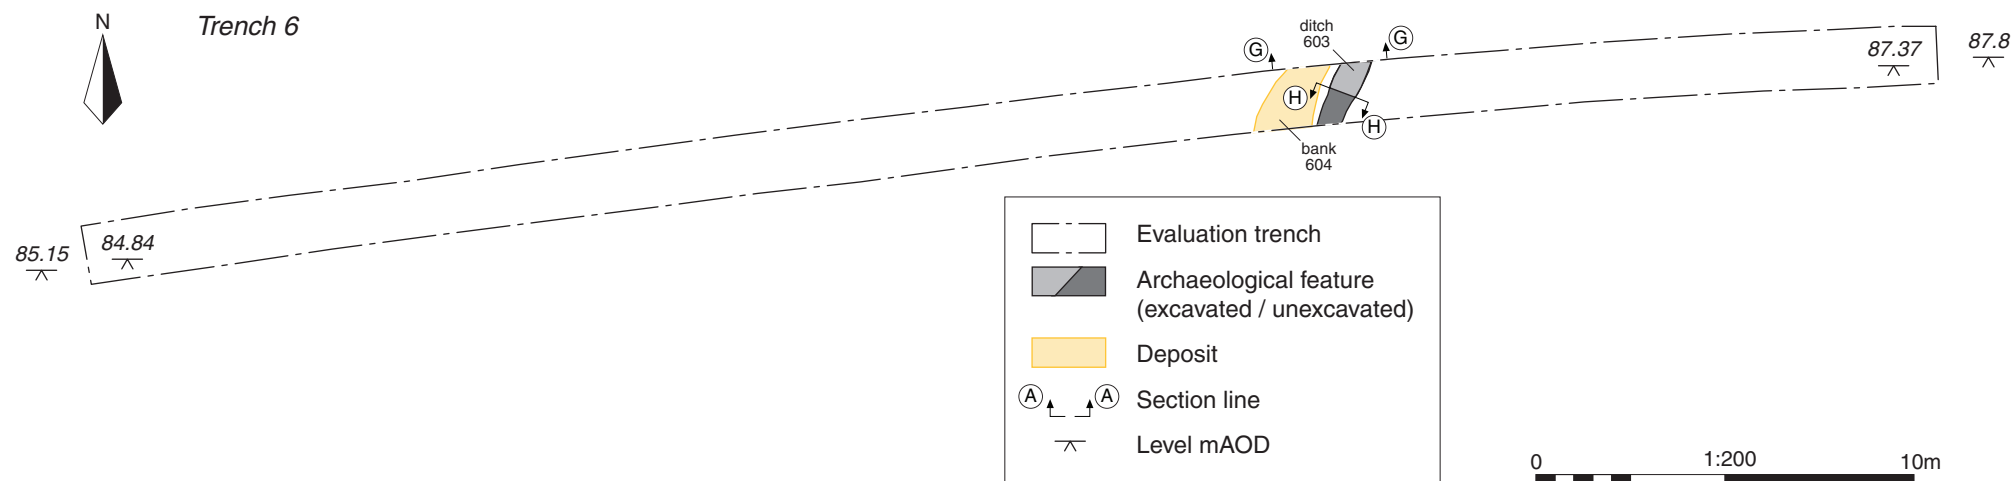 N
Trench 6
ditch
603
G
G
87.37
87.8
H
H
bank
604
85.15
84.84
Evaluation trench
Archaeological feature
(excavated / unexcavated)
Deposit
A A Section line
Level mAOD
0 1:200 10m